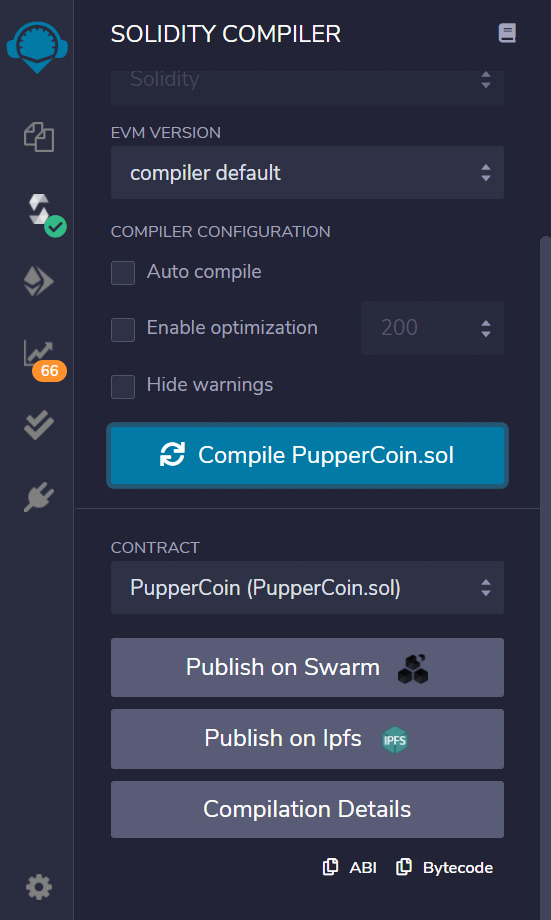 SOLIDITY COMPILER
Solidity
EVM VERSION
compiler default
COMPILER CONFIGURATION
Auto compile
Enable optimization 200
Hide warnings
66
Compile PupperCoin.sol
CONTRACT
PupperCoin (PupperCoin.sol)
Publish on Swarm
Publish on Ipfs IPFS
Compilation Details
ABI Bytecode